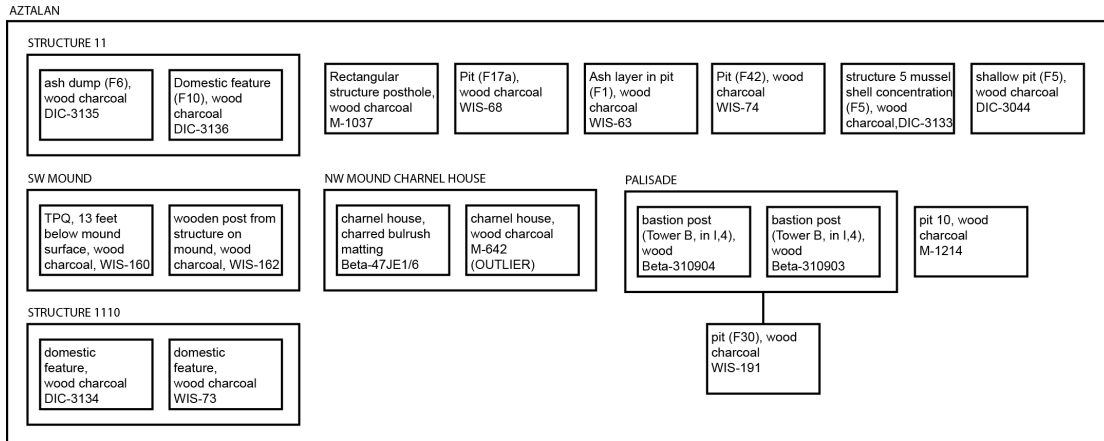 AZTALAN
STRUCTURE 11
ash dump (F6),
wood charcoal
DIC-3135
Domestic feature
(F10), wood
charcoal
DIC-3136
Rectangular
structure posthole,
wood charcoal
M-1037
Pit (F17a),
wood charcoal
WIS-68
Ash layer in pit
(F1), wood
charcoal
WIS-63
Pit (F42), wood
charcoal
WIS-74
structure 5 mussel
shell concentration
(F5), wood
charcoal,DIC-3133
shallow pit (F5),
wood charcoal
DIC-3044
SW MOUND
TPQ, 13 feet
below mound
surface, wood
charcoal, WIS-160
wooden post from
structure on
mound, wood
charcoal, WIS-162
NW MOUND CHARNEL HOUSE
charnel house,
charred bulrush
matting
Beta-47JE1/6
charnel house,
wood charcoal
M-642
(OUTLIER)
PALISADE
bastion post
(Tower B, in I,4),
wood
Beta-310904
bastion post
(Tower B, in I,4),
wood
Beta-310903
pit 10, wood
charcoal
M-1214
STRUCTURE 1110
domestic
feature,
wood charcoal
DIC-3134
domestic
feature,
wood charcoal
WIS-73
pit (F30), wood
charcoal
WIS-191